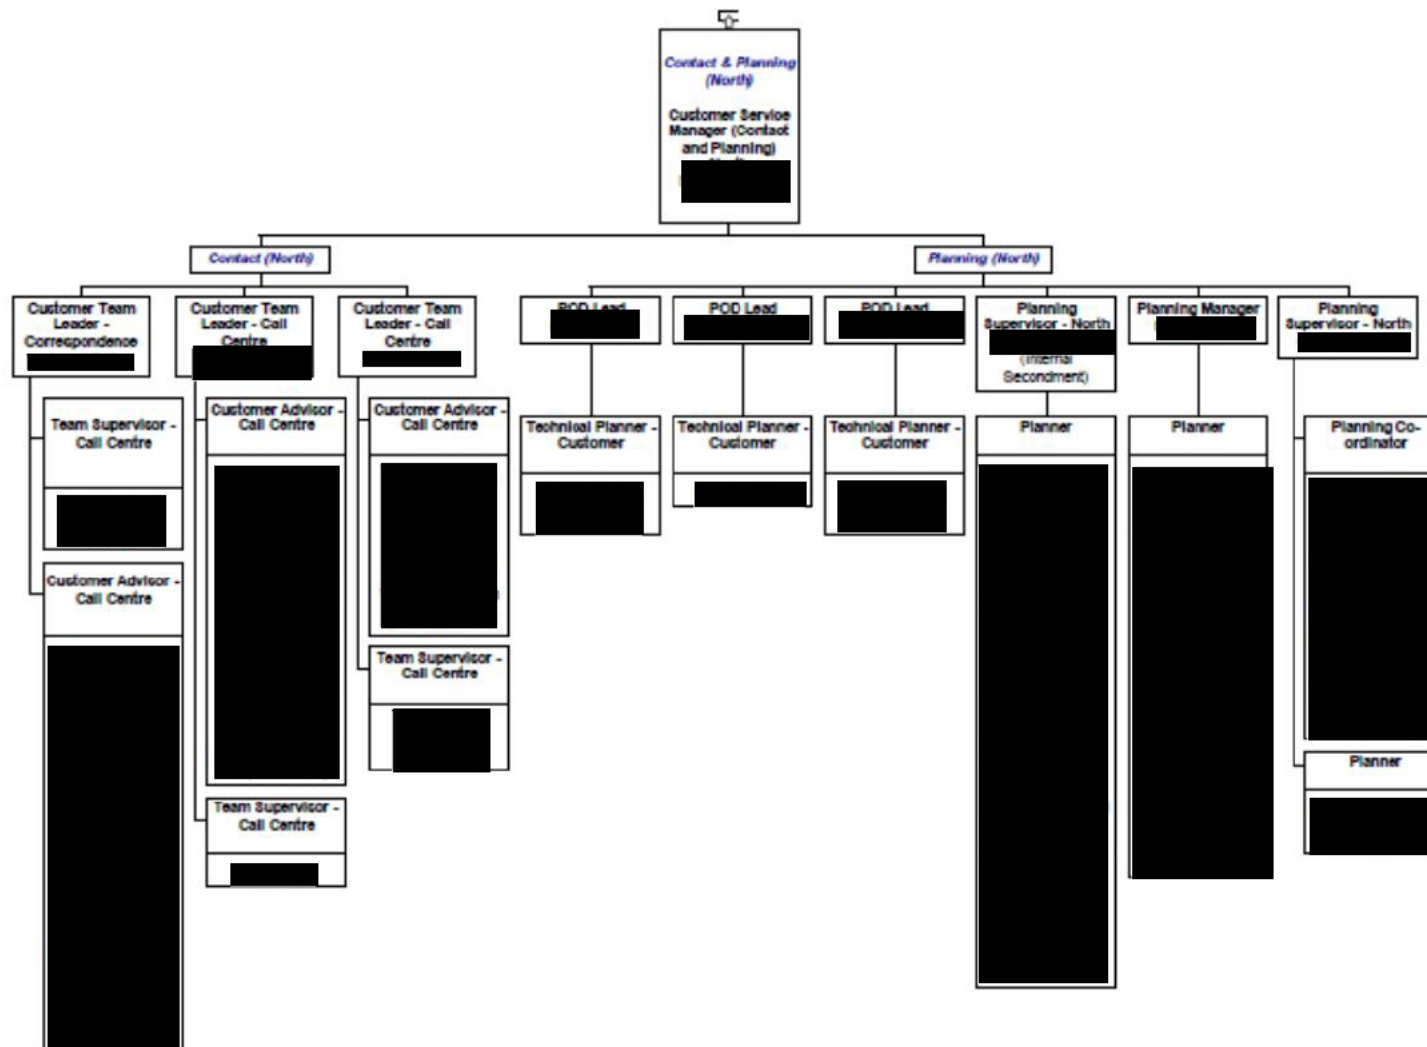 Contact & Planning
(North)
Customer Service
Manager (Contact
and Planning)
Contact (North)
Planning (North)
Customer Team
Leader -
Correspondence
Customer Team
Leader - Call
Centre
Customer Team
Leader - Call
Centre
POD Lead
POD Lead
POD Lead
Planning
Supervisor - North
(Internal
Secondment)
Planning Manager
Planning
Supervisor - North
Team Supervisor -
Call Centre
Customer Advisor -
Call Centre
Customer Advisor -
Call Centre
Team Supervisor -
Call Centre
Customer Advisor -
Call Centre
Team Supervisor -
Call Centre
Technical Planner -
Customer
Technical Planner -
Customer
Technical Planner -
Customer
Planner
Planner
Planning Co-
ordinator
Planner